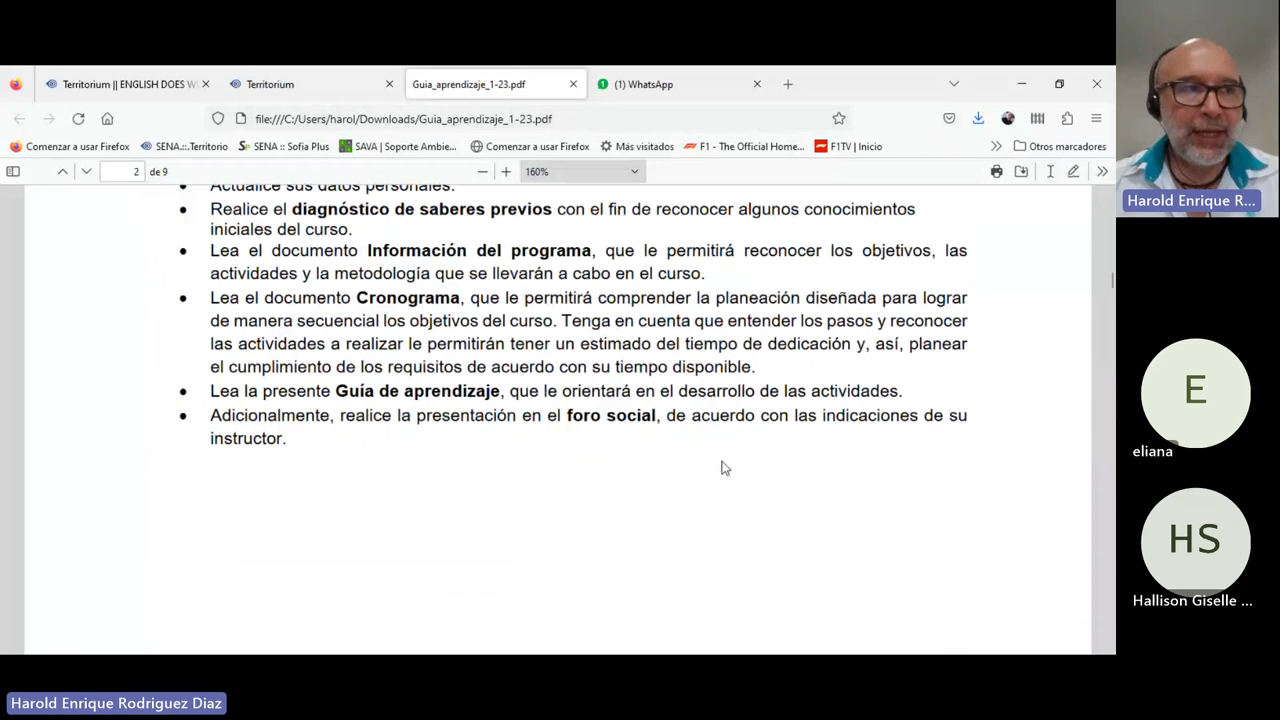 Territorium || ENGLISH DOES W
Territorium
Guia_aprendizaje_1-23.pdf
(1) WhatsApp
file:///C:/Users/harol/Downloads/Guia_aprendizaje_1-23.pdf
Comenzar a usar Firefox
SENA.::.Territorio
SENA :: Sofia Plus
SAVA | Soporte Ambie...
Comenzar a usar Firefox
Más visitados
F1 - The Official Home...
F1TV | Inicio
Otros marcadores
2 de 9
160%
Actualice sus datos personales.
• Realice el diagnóstico de saberes previos con el fin de reconocer algunos conocimientos
iniciales del curso.
• Lea el documento Información del programa, que le permitirá reconocer los objetivos, las
actividades y la metodología que se llevarán a cabo en el curso.
• Lea el documento Cronograma, que le permitirá comprender la planeación diseñada para lograr
de manera secuencial los objetivos del curso. Tenga en cuenta que entender los pasos y reconocer
las actividades a realizar le permitirán tener un estimado del tiempo de dedicación y, así, planear
el cumplimiento de los requisitos de acuerdo con su tiempo disponible.
• Lea la presente Guía de aprendizaje, que le orientará en el desarrollo de las actividades.
• Adicionalmente, realice la presentación en el foro social, de acuerdo con las indicaciones de su
instructor.
Harold Enrique R...
E
eliana
HS
Hallison Giselle ...
Harold Enrique Rodriguez Diaz